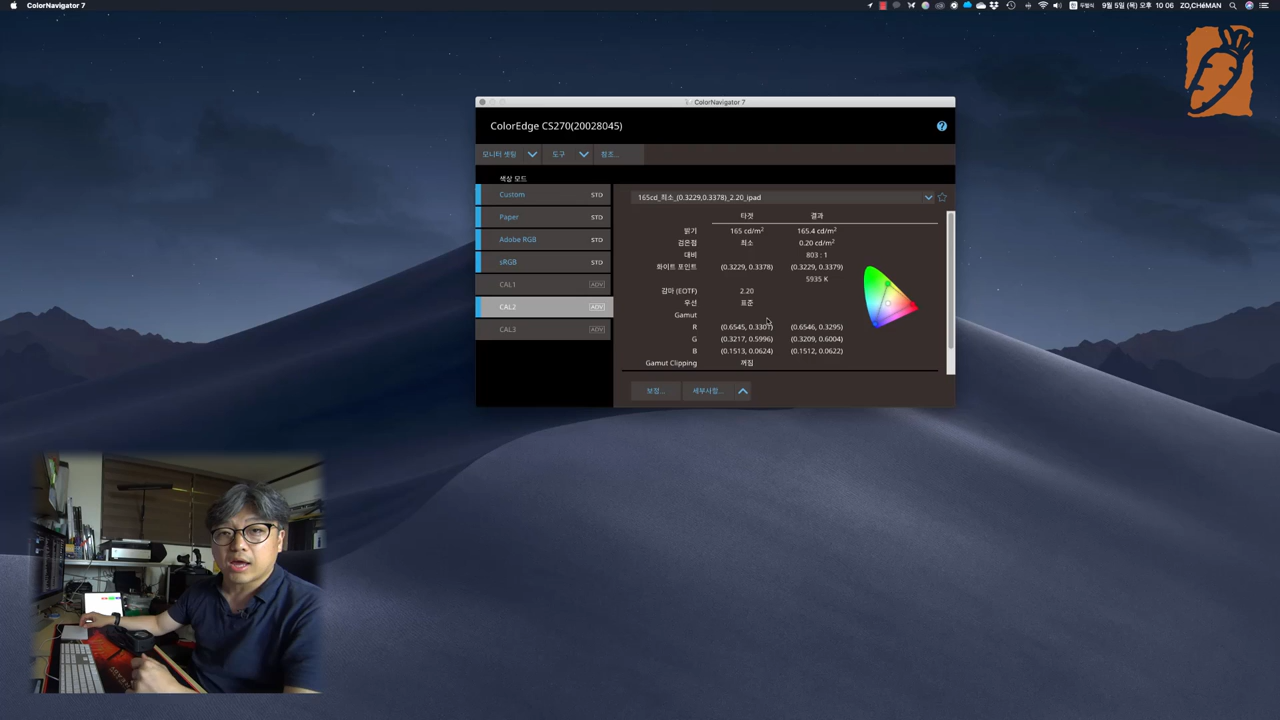 ColorNavigator 7
두벌식 9월 5일 (목) 오후 10 06 ZO,CHéMAN
ColorNavigator 7
ColorEdge CS270(20028045)
모니터 셋팅 도구 참조...
색상 모드
Custom STD
Paper STD
Adobe RGB STD
sRGB STD
CAL1 ADV
CAL2 ADV
CAL3 ADV
165cd_최소_(0.3229,0.3378)_2.20_ipad
타겟 결과
밝기 165 cd/m² 165.4 cd/m²
검은점 최소 0.20 cd/m²
대비 803 : 1
화이트 포인트 (0.3229, 0.3378) (0.3229, 0.3379)
5935 K
감마 (EOTF) 2.20
우선 표준
Gamut
R (0.6545, 0.3301) (0.6546, 0.3295)
G (0.3217, 0.5996) (0.3209, 0.6004)
B (0.1513, 0.0624) (0.1512, 0.0622)
Gamut Clipping 꺼짐
보정... 세부사항...